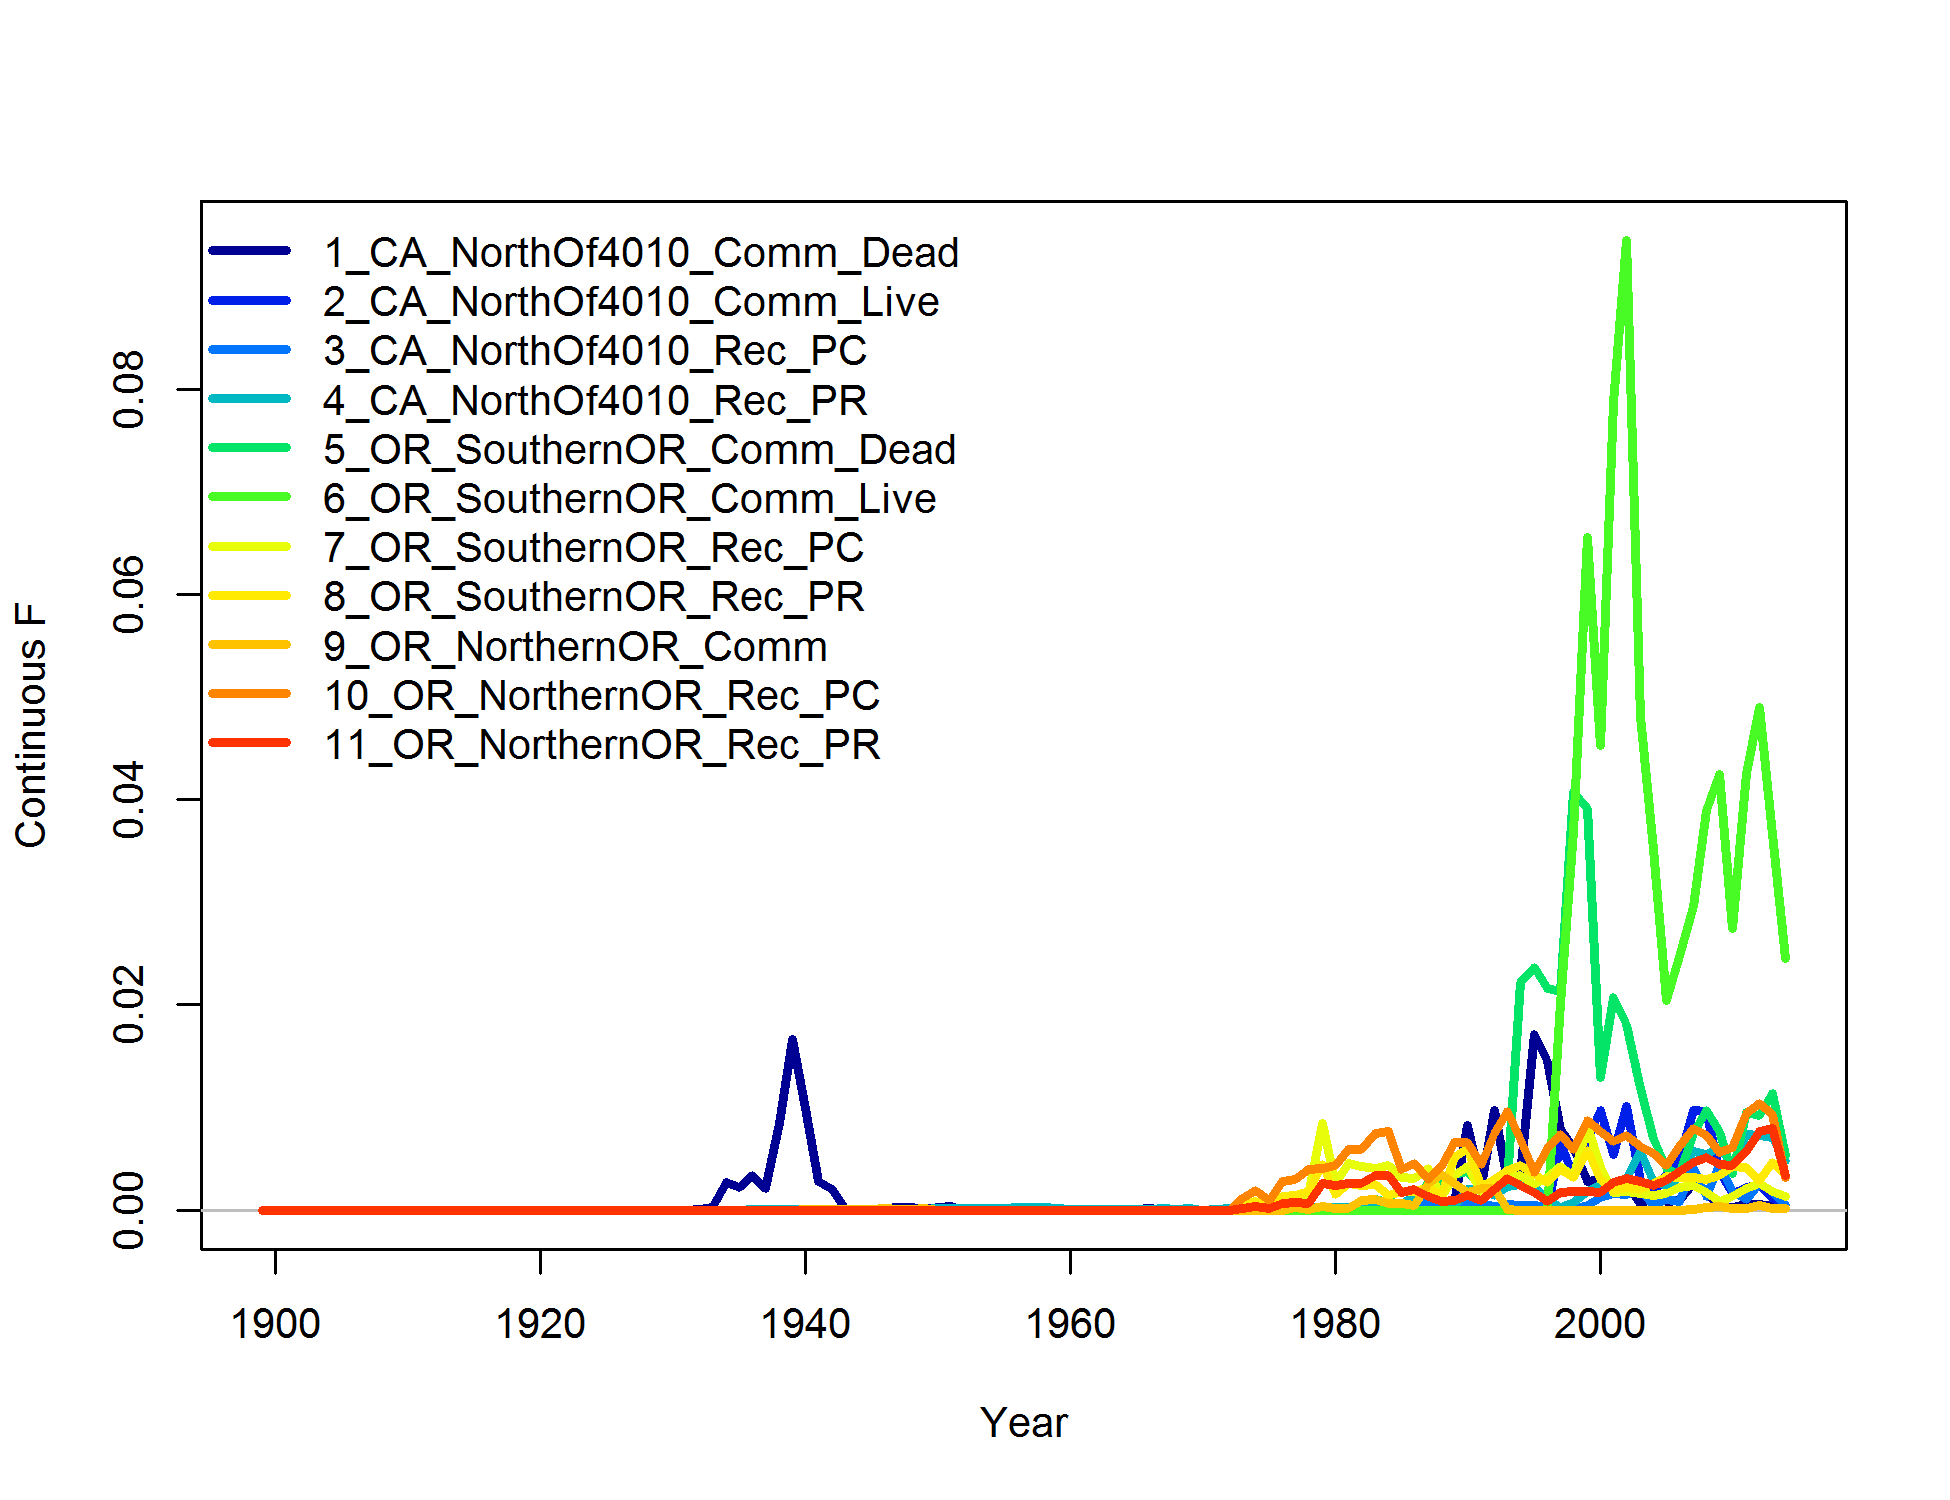 1_CA_NorthOf4010_Comm_Dead
2_CA_NorthOf4010_Comm_Live
3_CA_NorthOf4010_Rec_PC
4_CA_NorthOf4010_Rec_PR
5_OR_SouthernOR_Comm_Dead
6_OR_SouthernOR_Comm_Live
7_OR_SouthernOR_Rec_PC
8_OR_SouthernOR_Rec_PR
9_OR_NorthernOR_Comm
10_OR_NorthernOR_Rec_PC
11_OR_NorthernOR_Rec_PR
Continuous F
0.08
0.06
0.04
0.02
0.00
1900 1920 1940 1960 1980 2000
Year